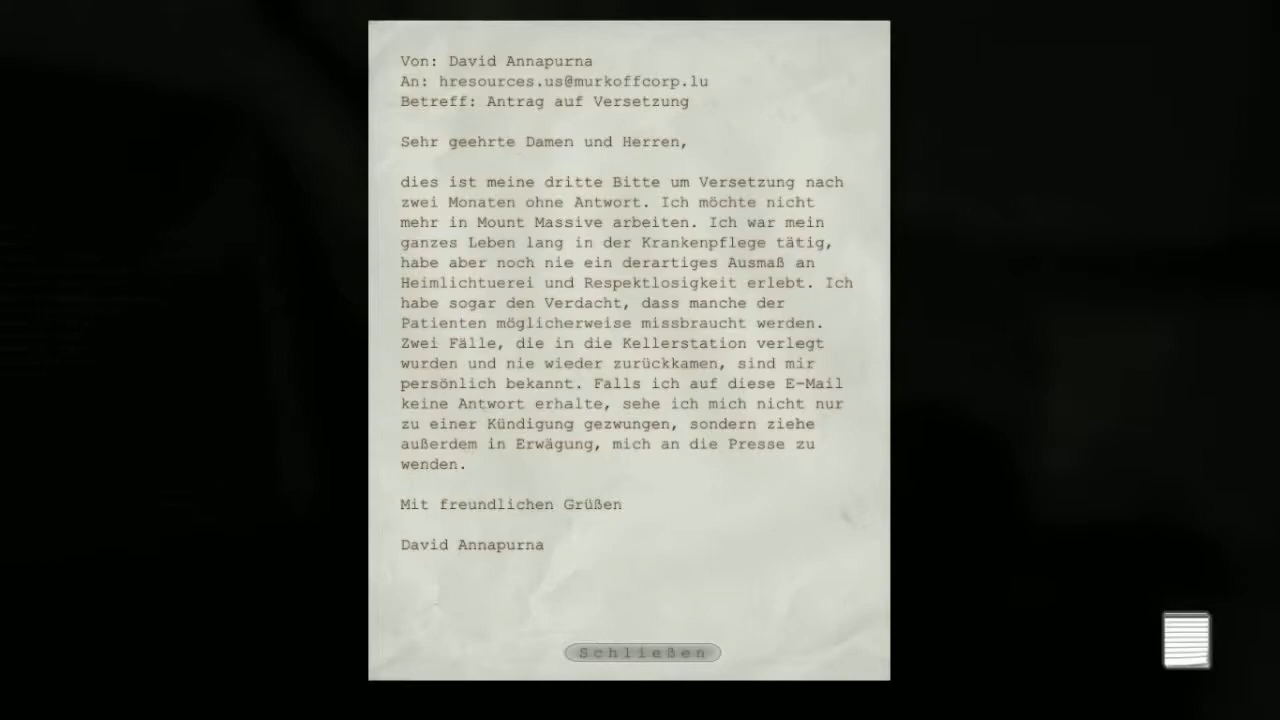 Von: David Annapurna
An: hresources.us@murkoffcorp.lu
Betreff: Antrag auf Versetzung
Sehr geehrte Damen und Herren,
dies ist meine dritte Bitte um Versetzung nach
zwei Monaten ohne Antwort. Ich möchte nicht
mehr in Mount Massive arbeiten. Ich war mein
ganzes Leben lang in der Krankenpflege tätig,
habe aber noch nie ein derartiges Ausmaß an
Heimlichtuerei und Respektlosigkeit erlebt. Ich
habe sogar den Verdacht, dass manche der
Patienten möglicherweise missbraucht werden.
Zwei Fälle, die in die Kellerstation verlegt
wurden und nie wieder zurückkamen, sind mir
persönlich bekannt. Falls ich auf diese E-Mail
keine Antwort erhalte, sehe ich mich nicht nur
zu einer Kündigung gezwungen, sondern ziehe
außerdem in Erwägung, mich an die Presse zu
wenden.
Mit freundlichen Grüßen
David Annapurna
Schließen